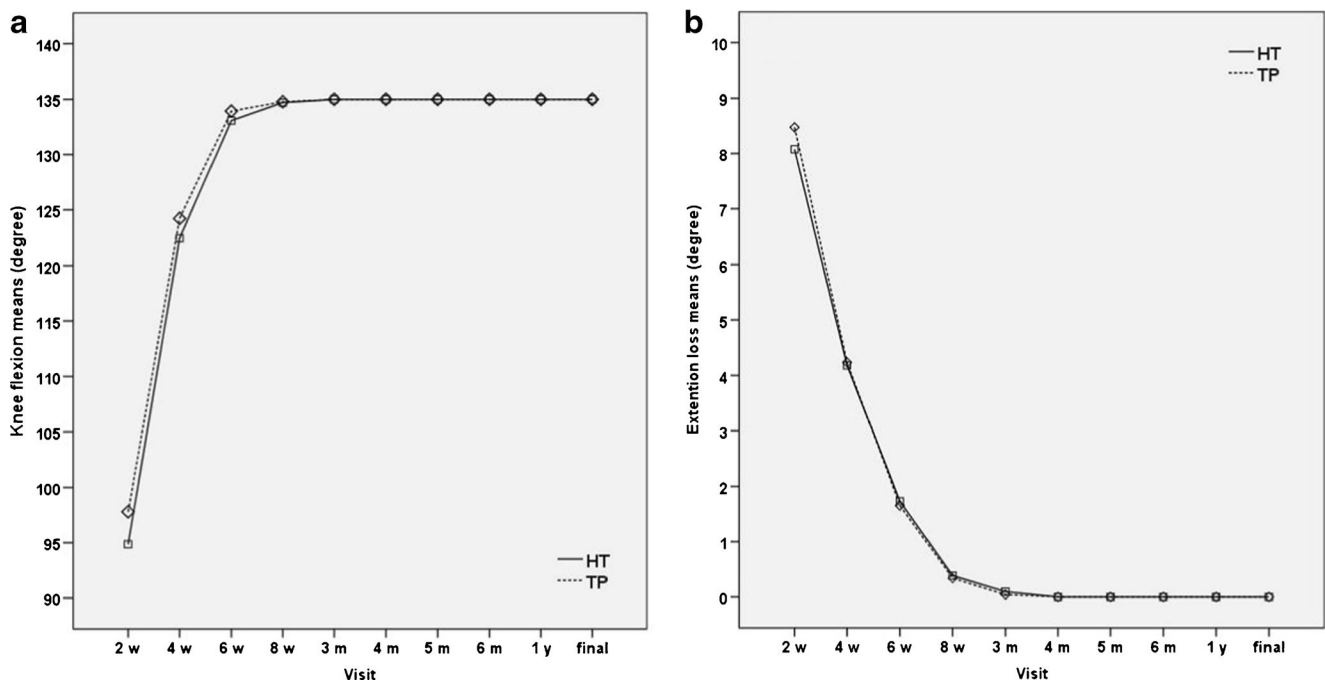 a
140
135
130
125
120
115
110
105
100
95
90
Knee flexion means (degree)
HT
TP
2 w 4 w 6 w 8 w 3 m 4 m 5 m 6 m 1 y final
Visit
b
10
9
8
7
6
5
4
3
2
1
0
Extention loss means (degree)
HT
TP
2 w 4 w 6 w 8 w 3 m 4 m 5 m 6 m 1 y final
Visit